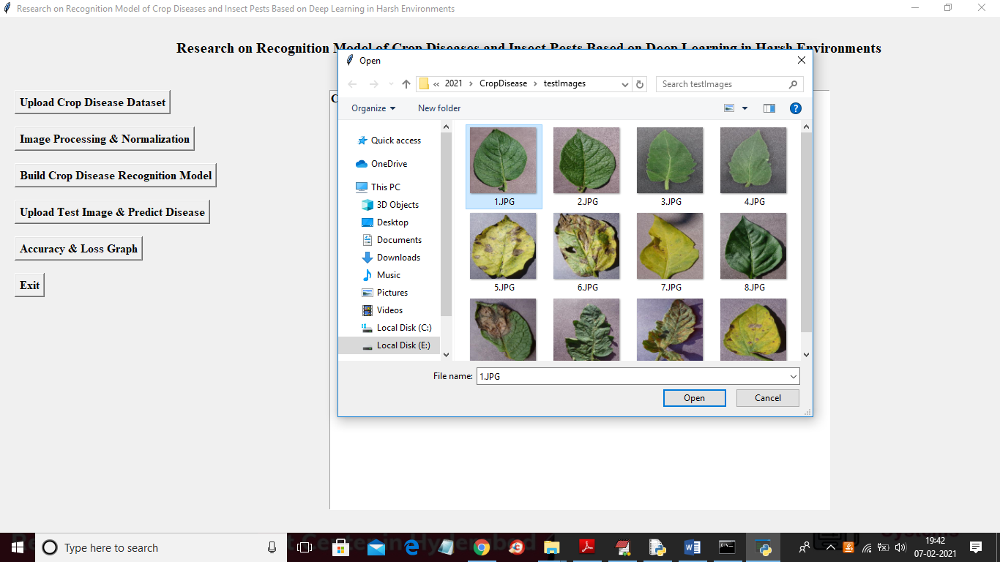 Research on Recognition Model of Crop Diseases and Insect Pests Based on Deep Learning in Harsh Environments
Research on Recognition Model of Crop Diseases and Insect Pests Based on Deep Learning in Harsh Environments
Upload Crop Disease Dataset
Image Processing & Normalization
Build Crop Disease Recognition Model
Upload Test Image & Predict Disease
Accuracy & Loss Graph
Exit
C
Open
« 2021 > CropDisease > testImages
Search testImages
Organize
New folder
Quick access
OneDrive
This PC
3D Objects
Desktop
Documents
Downloads
Music
Pictures
Videos
Local Disk (C:)
Local Disk (E:)
1.JPG
2.JPG
3.JPG
4.JPG
5.JPG
6.JPG
7.JPG
8.JPG
File name:
1.JPG
Open
Cancel
Type here to search
19:42
07-02-2021